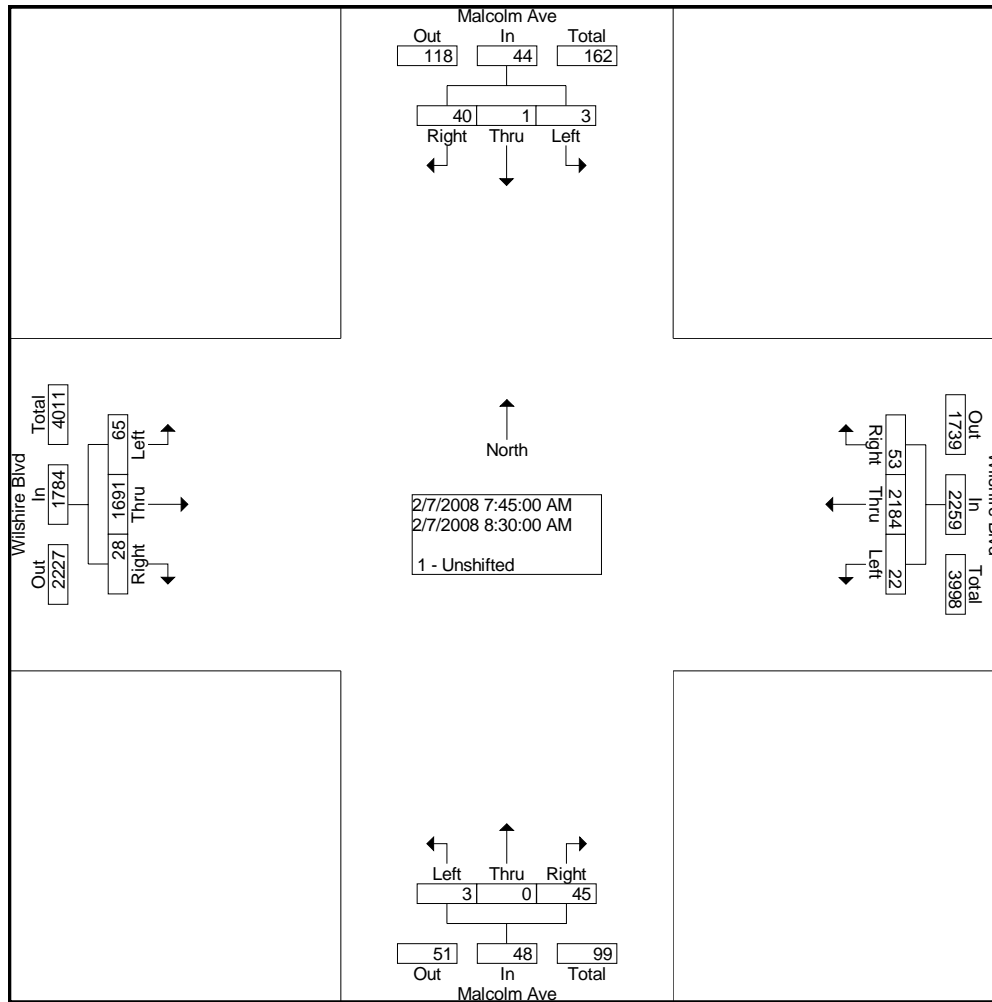 Malcolm Ave
Out In Total
118 44 162
40 1 3
Right Thru Left
Wilshire Blvd
Total In Out
4011 1784 2227
65 1691 28
Left Thru Right
North
2/7/2008 7:45:00 AM
2/7/2008 8:30:00 AM
1 - Unshifted
Right Thru Left
53 2184 22
1739 2259 3998
Out In Total
Wilshire Blvd
Left Thru Right
3 0 45
51 48 99
Out In Total
Malcolm Ave